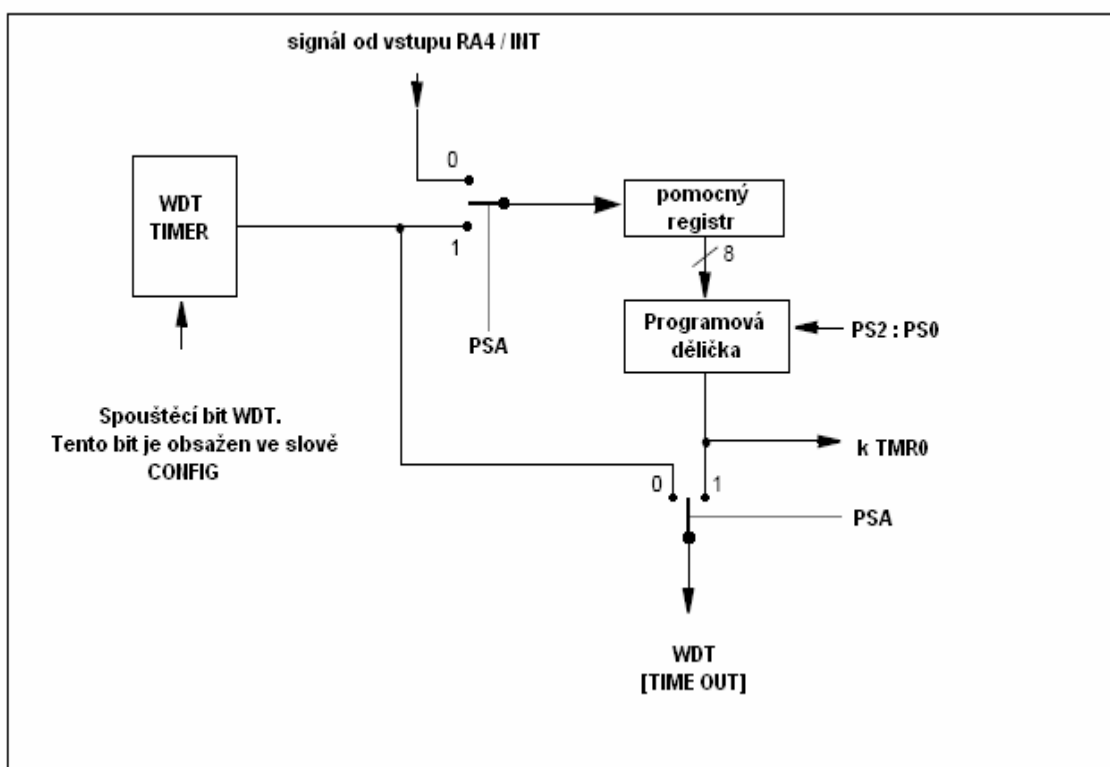 signál od vstupu RA4 / INT
0
WDT
TIMER
1
pomocný
registr
8
PSA
Programová
dělička
PS2 : PS0
Spouštěcí bit WDT.
Tento bit je obsažen ve slově
CONFIG
k TMR0
0
1
PSA
WDT
[TIME OUT]